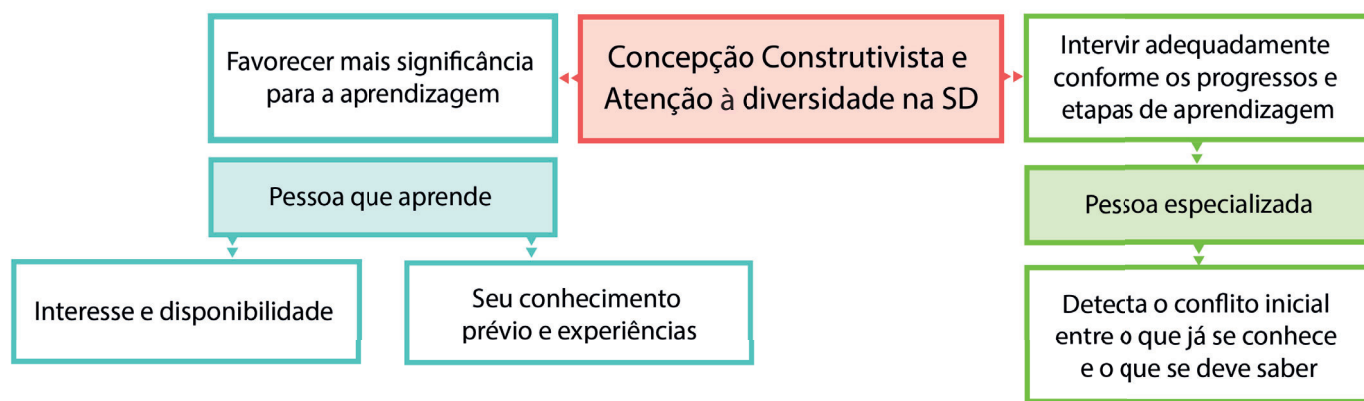 Favorecer mais significância
para a aprendizagem
Concepção Construtivista e
Atenção à diversidade na SD
Intervir adequadamente
conforme os progressos e
etapas de aprendizagem
Pessoa que aprende
Pessoa especializada
Interesse e disponibilidade
Seu conhecimento
prévio e experiências
Detecta o conflito inicial
entre o que já se conhece
e o que se deve saber